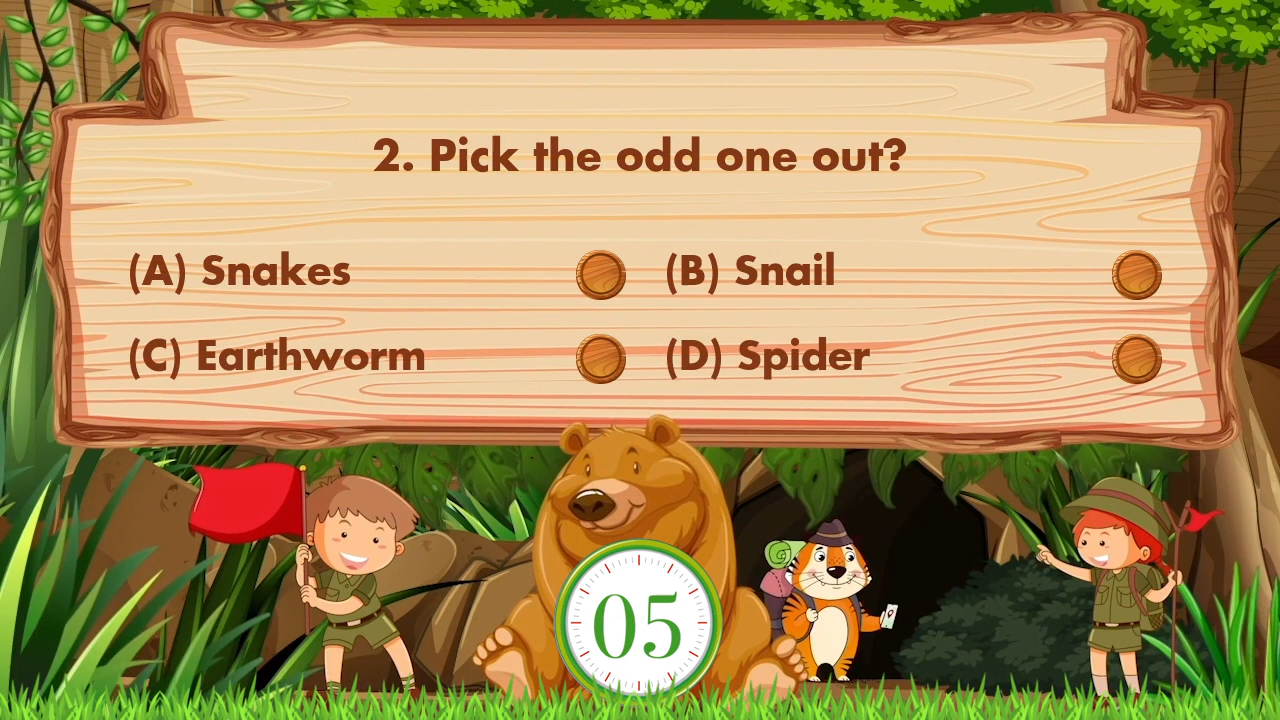 2. Pick the odd one out?
(A) Snakes
(B) Snail
(C) Earthworm
(D) Spider
05